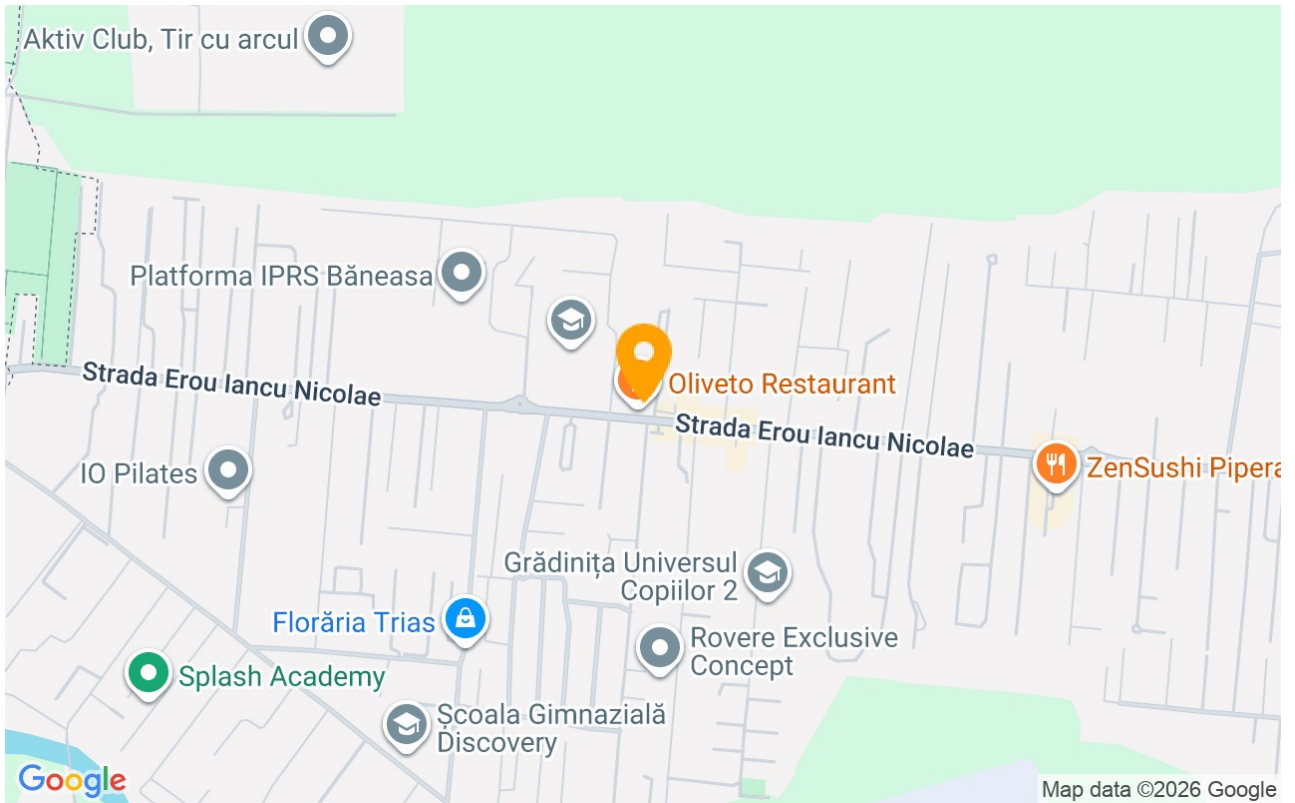 Aktiv Club, Tir cu arcul
Platforma IPRS Băneasa
Strada Erou Iancu Nicolae
Oliveto Restaurant
Strada Erou Iancu Nicolae
IO Pilates
ZenSushi Pipera
Grădinița Universul
Copiilor 2
Florăria Trias
Rovere Exclusive
Concept
Splash Academy
Școala Gimnazială
Discovery
Google
Map data ©2026 Google